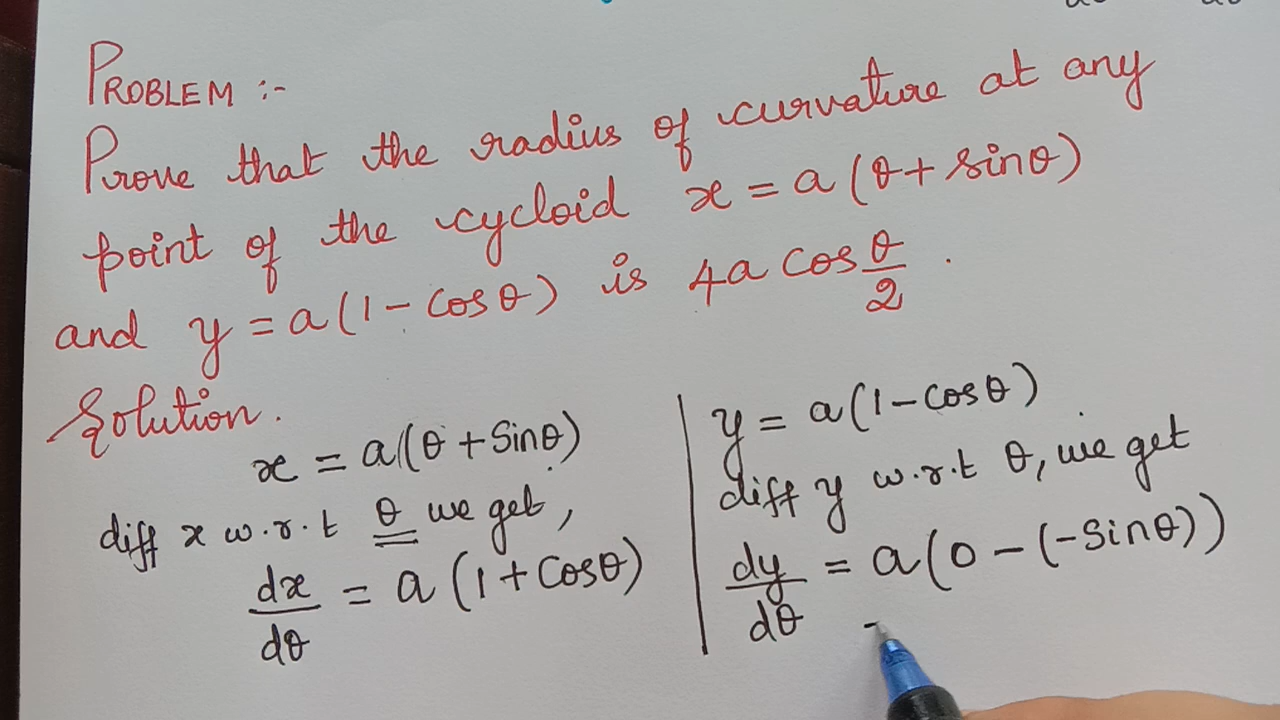 PROBLEM :-
Prove that the radius of curvature at any
point of the cycloid x = a(θ + sinθ)
and y = a(1 - cosθ) is 4a cos θ/2 .
Solution.
x = a(θ + sinθ)
diff x w.r.t θ we get,
dx/dθ = a (1 + cosθ)
y = a(1 - cosθ)
diff y w.r.t θ, we get
dy/dθ = a(0 - (-sinθ))